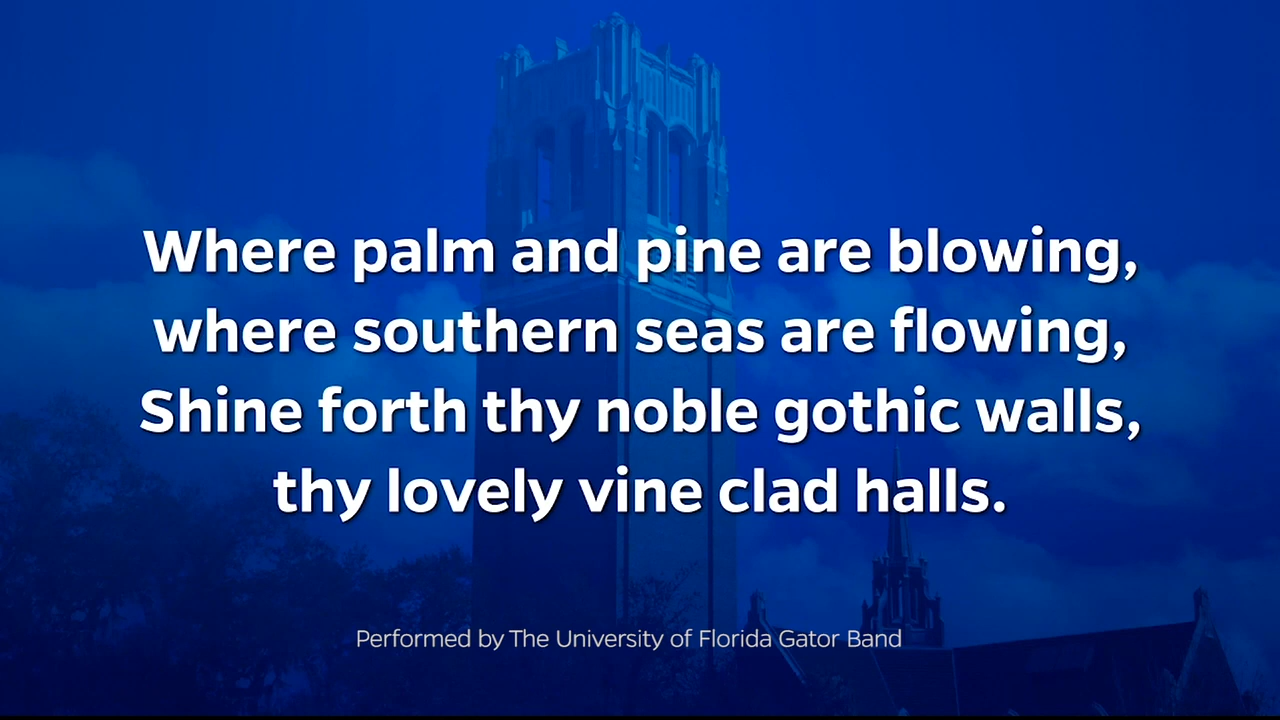 Where palm and pine are blowing,
where southern seas are flowing,
Shine forth thy noble gothic walls,
thy lovely vine clad halls.
Performed by The University of Florida Gator Band